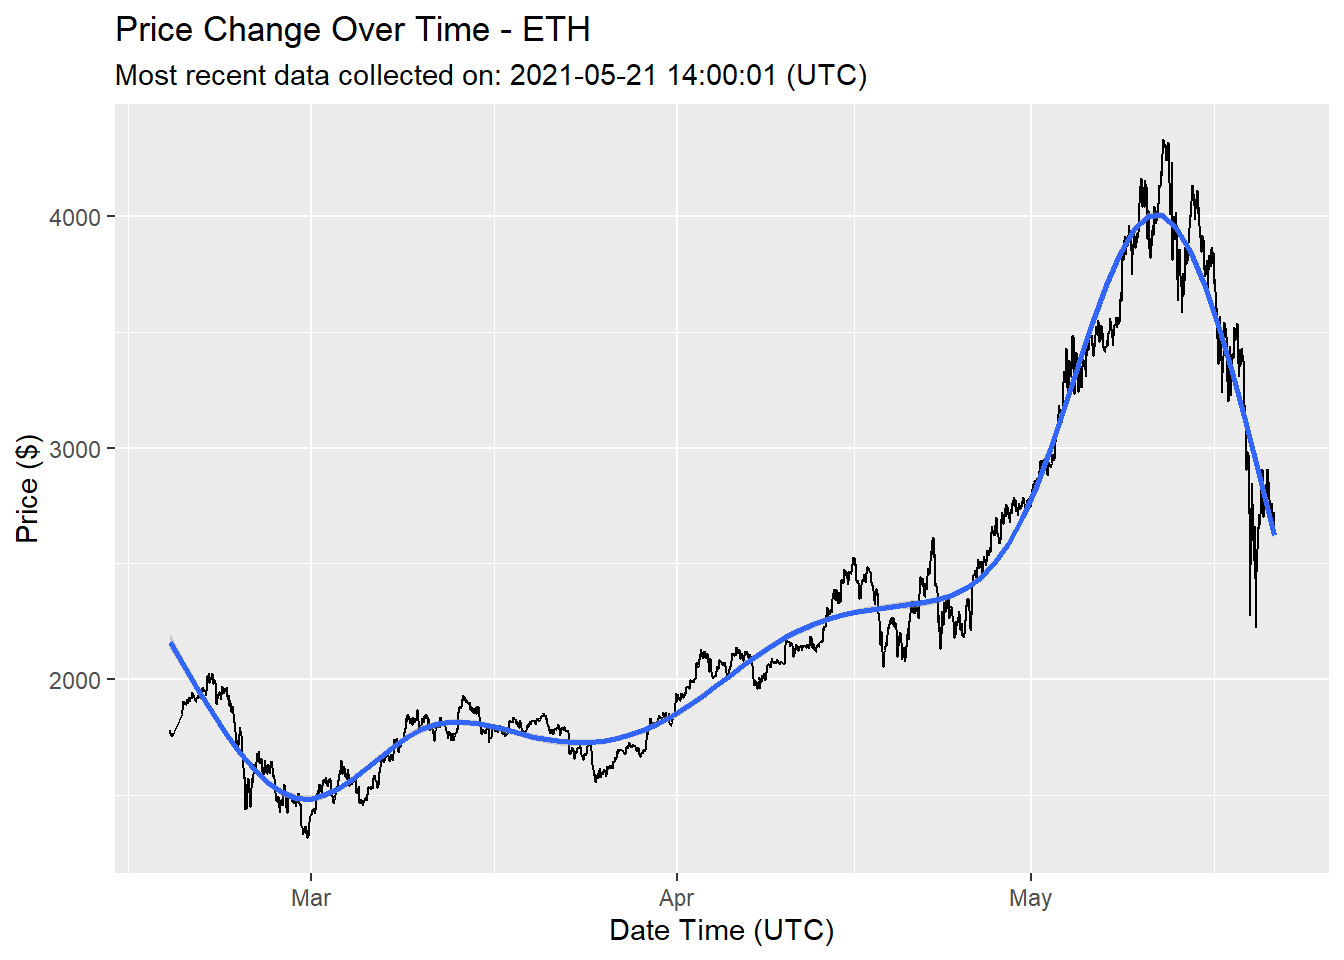 Price Change Over Time - ETH
Most recent data collected on: 2021-05-21 14:00:01 (UTC)
4000
3000
2000
Price ($)
Mar
Apr
May
Date Time (UTC)